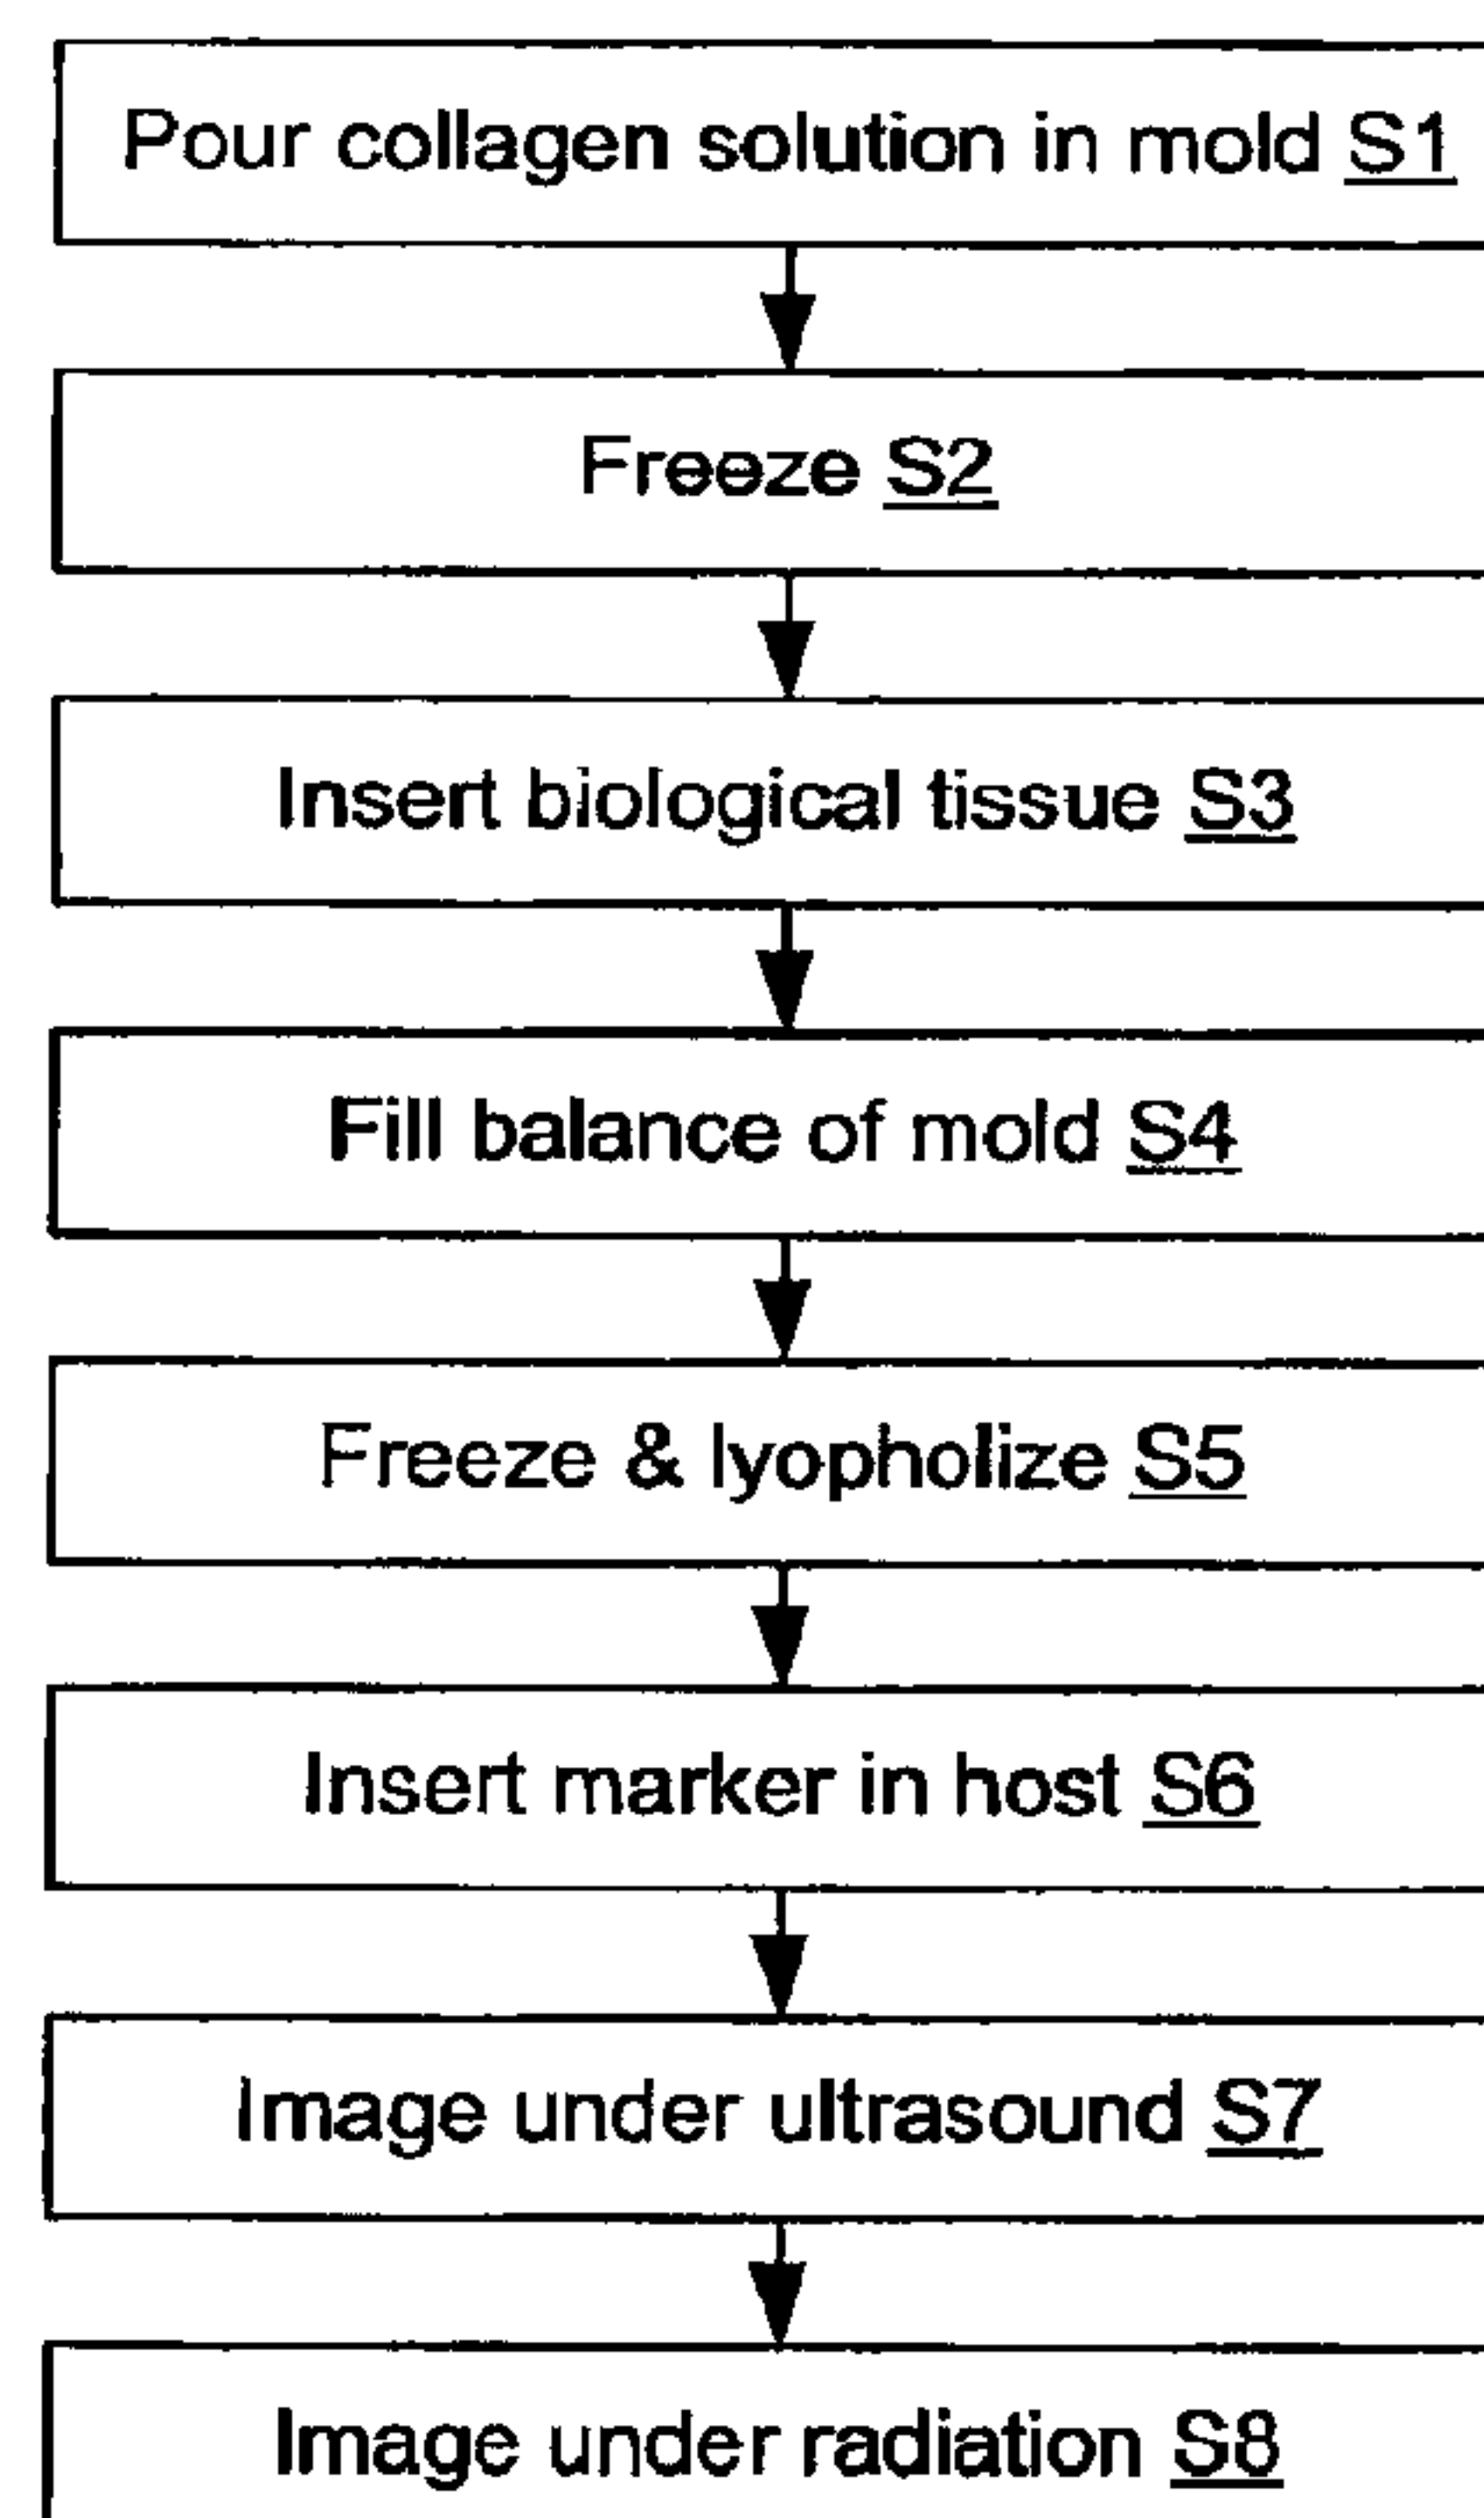 Pour collagen solution in mold S1
Freeze S2
Insert biological tissue S3
Fill balance of mold S4
Freeze & lyopholize S5
Insert marker in host S6
Image under ultrasound S7
Image under radiation S8